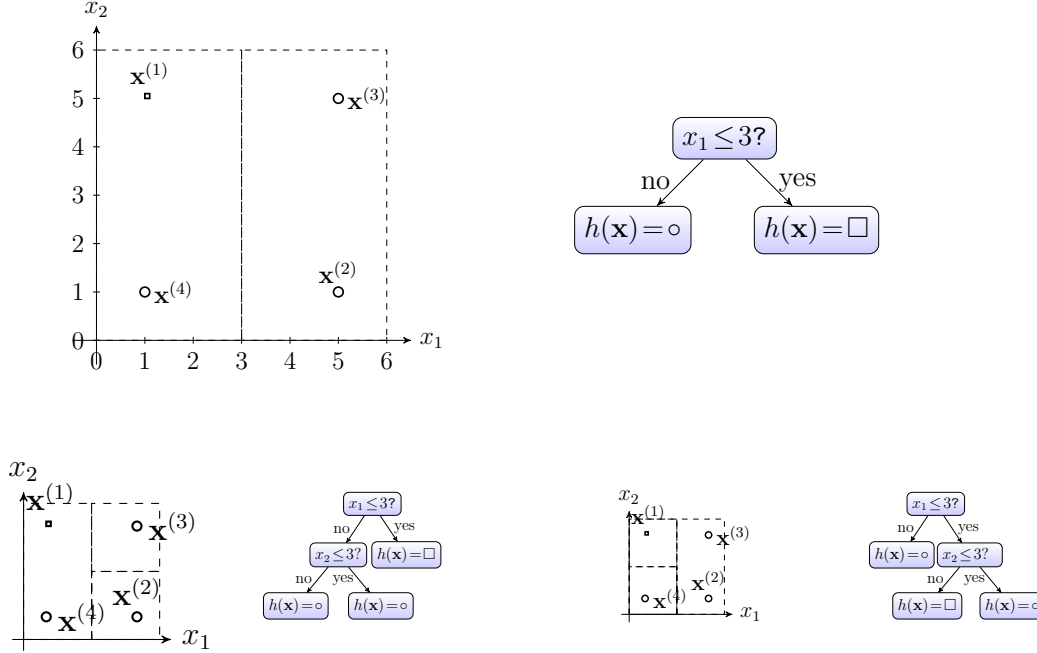 x₂
6
x⁽¹⁾
5
x⁽³⁾
4
3
2
x⁽²⁾
1
x⁽⁴⁾
0
x₁
0 1 2 3 4 5 6
x₁ ≤ 3?
no yes
h(x) = ○ h(x) = □
x₂
x⁽¹⁾
x⁽³⁾
x⁽²⁾
x⁽⁴⁾
x₁
x₁ ≤ 3?
no yes
x₂ ≤ 3? h(x) = □
no yes
h(x) = ○ h(x) = ○
x₂
x⁽¹⁾
x⁽³⁾
x⁽²⁾
x⁽⁴⁾
x₁
x₁ ≤ 3?
no yes
h(x) = ○ x₂ ≤ 3?
no yes
h(x) = □ h(x) = ○